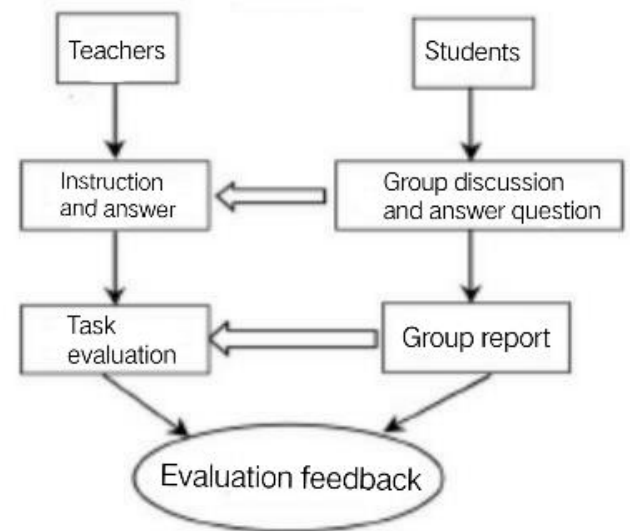 Teachers
Students
Instruction
and answer
Group discussion
and answer question
Task
evaluation
Group report
Evaluation feedback